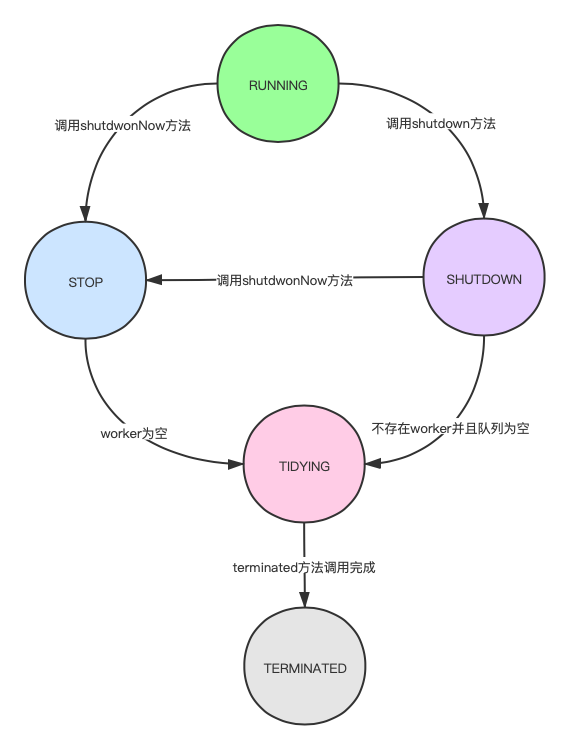 RUNNING
调用shutdwonNow方法
调用shutdown方法
STOP
调用shutdwonNow方法
SHUTDOWN
worker为空
不存在worker并且队列为空
TIDYING
terminated方法调用完成
TERMINATED